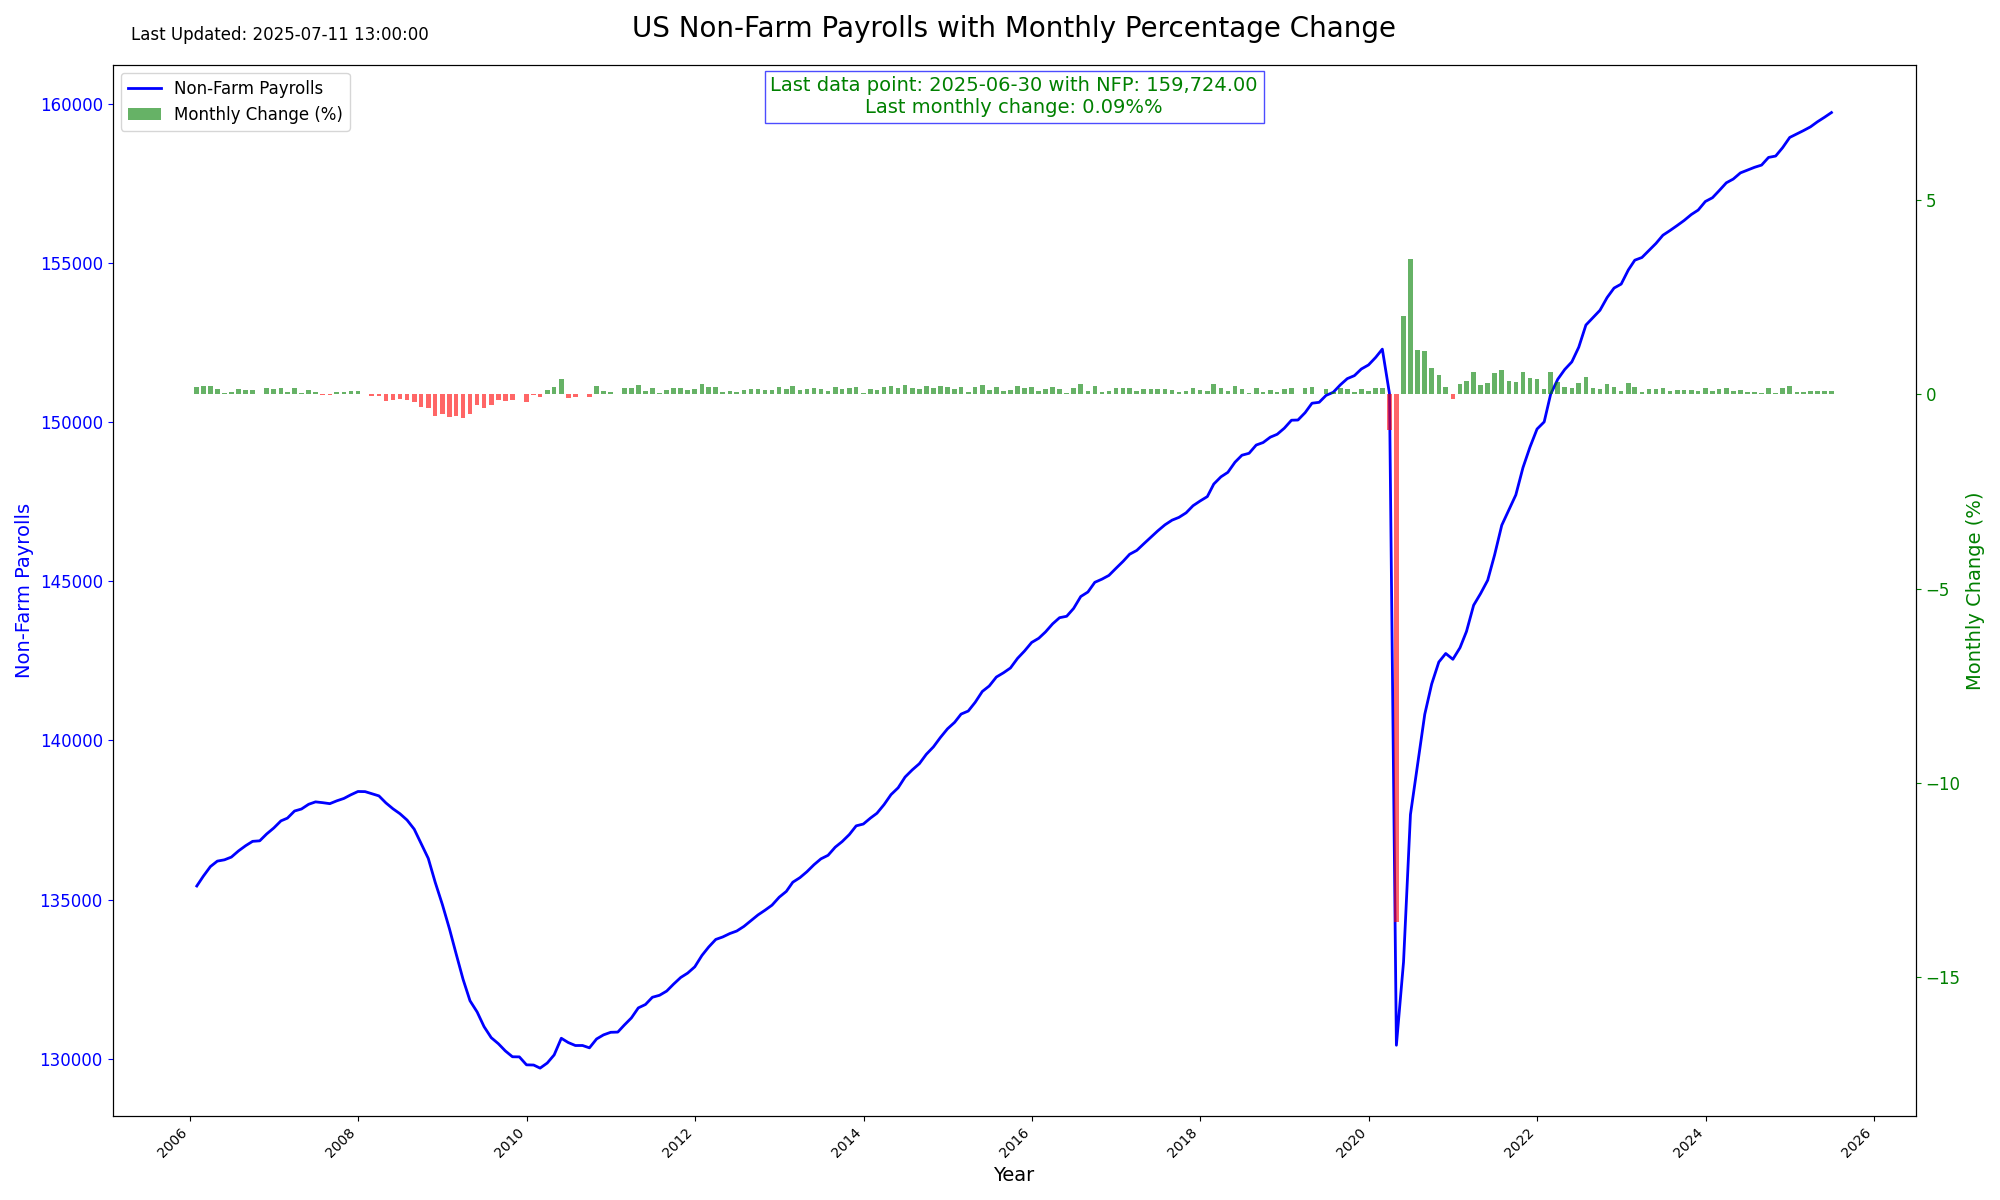 US Non-Farm Payrolls with Monthly Percentage Change
Last Updated: 2025-07-11 13:00:00
Non-Farm Payrolls
Monthly Change (%)
Last data point: 2025-06-30 with NFP: 159,724.00
Last monthly change: 0.09%%
160000
155000
150000
145000
140000
135000
130000
Non-Farm Payrolls
5
0
−5
−10
−15
Monthly Change (%)
2006
2008
2010
2012
2014
2016
2018
2020
2022
2024
2026
Year